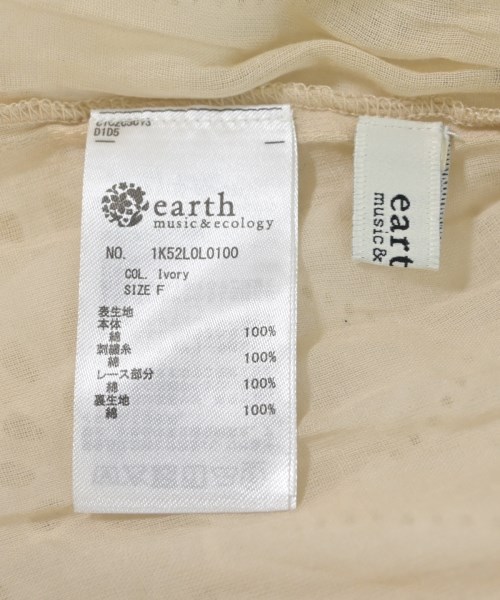 D1D5
earth
music&ecology
NO. 1K52L0L0100
COL. Ivory
SIZE F
表生地
本体
綿 100%
刺繍糸
綿 100%
レース部分
綿 100%
裏生地
綿 100%
eart
music&